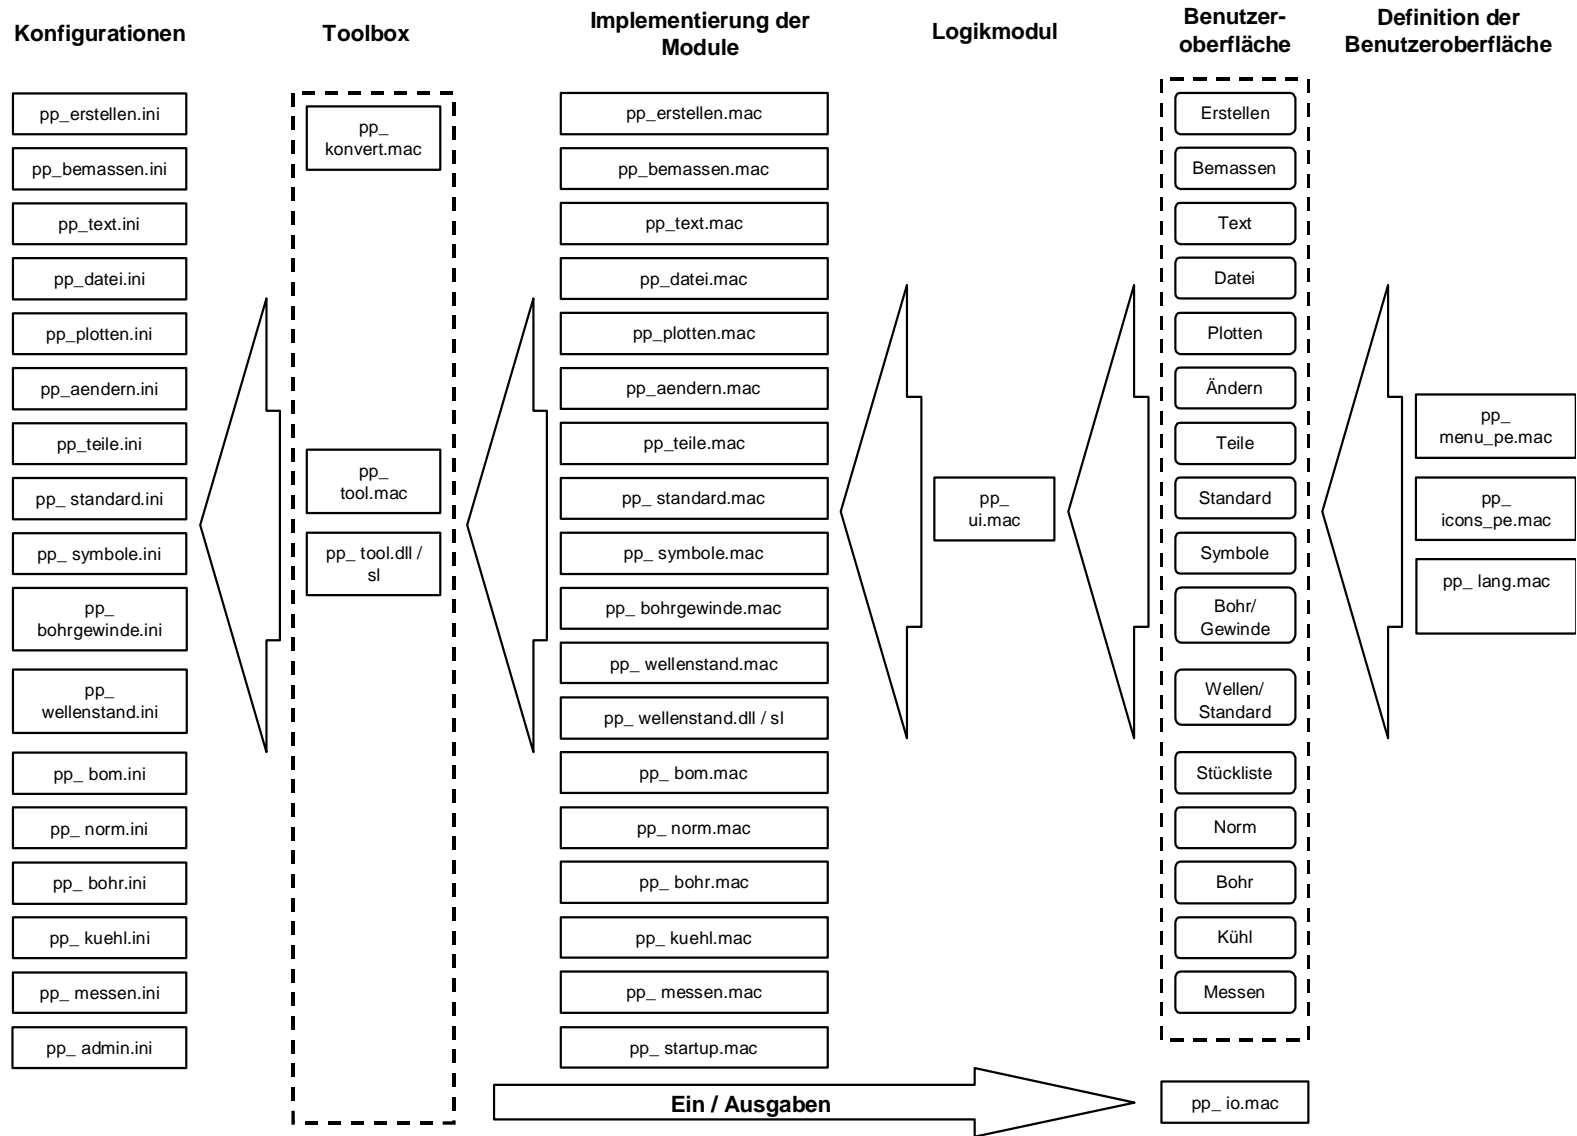 Konfigurationen
Toolbox
Implementierung der
Module
Logikmodul
Benutzer-
oberfläche
Definition der
Benutzeroberfläche
pp_erstellen.ini
pp_bemassen.ini
pp_text.ini
pp_datei.ini
pp_plotten.ini
pp_aendern.ini
pp_teile.ini
pp_ standard.ini
pp_ symbole.ini
pp_
bohrgewinde.ini
pp_
wellenstand.ini
pp_ bom.ini
pp_ norm.ini
pp_ bohr.ini
pp_ kuehl.ini
pp_ messen.ini
pp_ admin.ini
pp_
konvert.mac
pp_
tool.mac
pp_ tool.dll /
sl
pp_erstellen.mac
pp_bemassen.mac
pp_text.mac
pp_datei.mac
pp_plotten.mac
pp_aendern.mac
pp_teile.mac
pp_ standard.mac
pp_ symbole.mac
pp_ bohrgewinde.mac
pp_ wellenstand.mac
pp_ wellenstand.dll / sl
pp_ bom.mac
pp_ norm.mac
pp_ bohr.mac
pp_ kuehl.mac
pp_ messen.mac
pp_ startup.mac
pp_
ui.mac
Erstellen
Bemassen
Text
Datei
Plotten
Ändern
Teile
Standard
Symbole
Bohr/
Gewinde
Wellen/
Standard
Stückliste
Norm
Bohr
Kühl
Messen
pp_
menu_pe.mac
pp_
icons_pe.mac
pp_ lang.mac
Ein / Ausgaben
pp_ io.mac